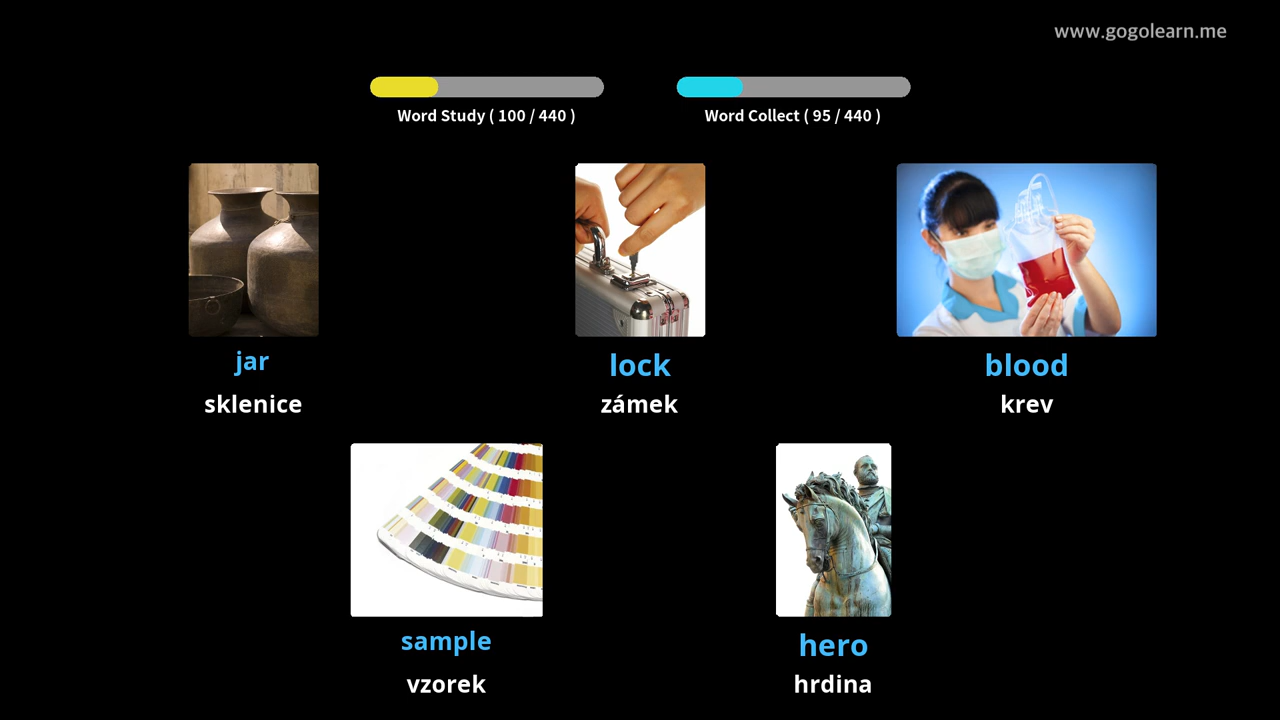 www.gogolearn.me
Word Study ( 100 / 440 )
Word Collect ( 95 / 440 )
jar
sklenice
lock
zámek
blood
krev
sample
vzorek
hero
hrdina